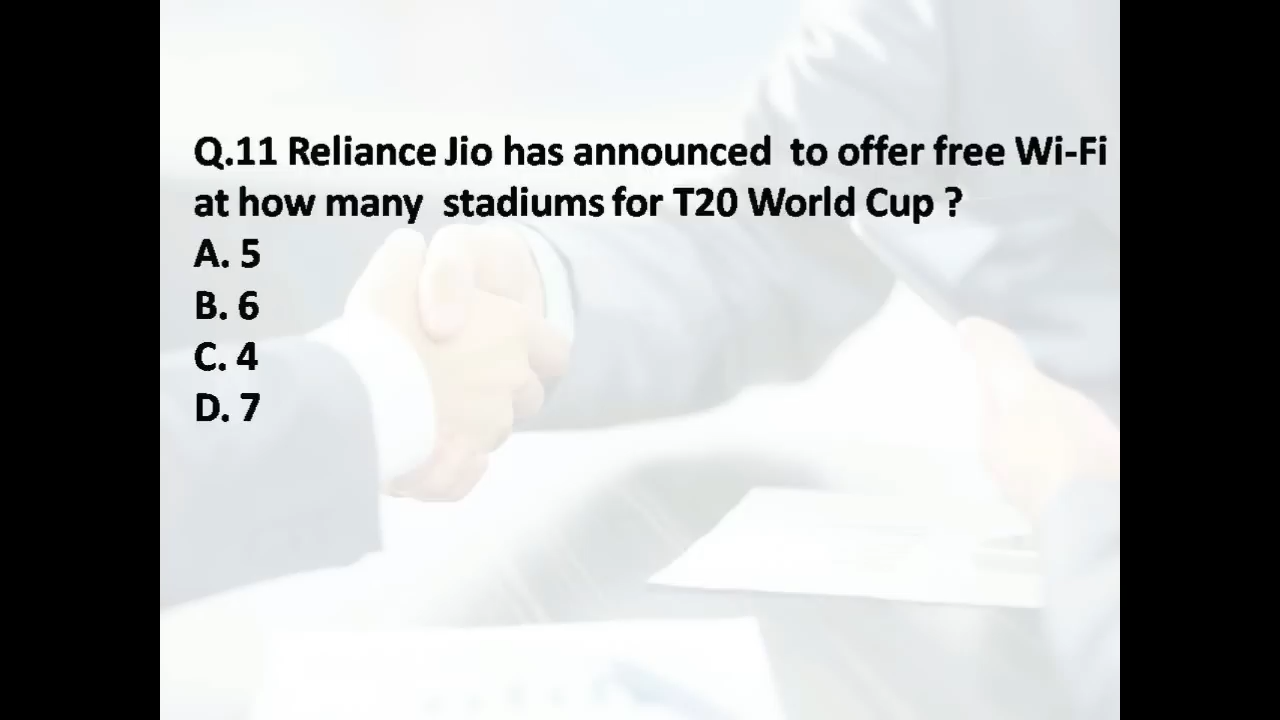 Q.11 Reliance Jio has announced to offer free Wi-Fi
at how many stadiums for T20 World Cup ?
A. 5
B. 6
C. 4
D. 7